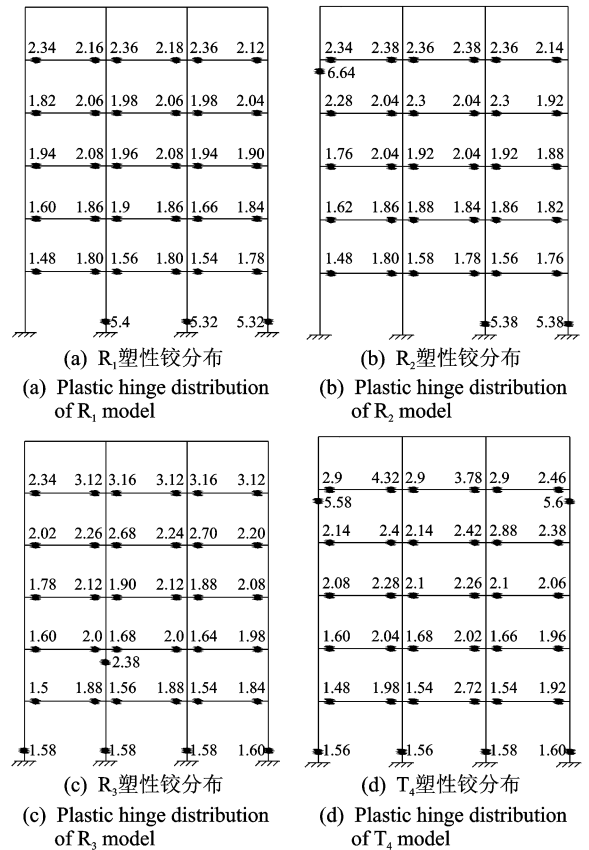 2.34 2.16 2.36 2.18 2.36 2.12
1.82 2.06 1.98 2.06 1.98 2.04
1.94 2.08 1.96 2.08 1.94 1.90
1.60 1.86 1.9 1.86 1.66 1.84
1.48 1.80 1.56 1.80 1.54 1.78
5.4 5.32 5.32
(a) R₁塑性铰分布
(a) Plastic hinge distribution
of R₁ model
2.34 2.38 2.36 2.38 2.36 2.14
6.64
2.28 2.04 2.3 2.04 2.3 1.92
1.76 2.04 1.92 2.04 1.92 1.88
1.62 1.86 1.88 1.84 1.86 1.82
1.48 1.80 1.58 1.78 1.56 1.76
5.38 5.38
(b) R₂塑性铰分布
(b) Plastic hinge distribution
of R₂ model
2.34 3.12 3.16 3.12 3.16 3.12
2.02 2.26 2.68 2.24 2.70 2.20
1.78 2.12 1.90 2.12 1.88 2.08
1.60 2.0 1.68 2.0 1.64 1.98
2.38
1.5 1.88 1.56 1.88 1.54 1.84
1.58 1.58 1.58 1.60
(c) R₃塑性铰分布
(c) Plastic hinge distribution
of R₃ model
2.9 4.32 2.9 3.78 2.9 2.46
5.58 5.6
2.14 2.4 2.14 2.42 2.88 2.38
2.08 2.28 2.1 2.26 2.1 2.06
1.60 2.04 1.68 2.02 1.66 1.96
1.48 1.98 1.54 2.72 1.54 1.92
1.56 1.56 1.58 1.60
(d) T₄塑性铰分布
(d) Plastic hinge distribution
of T₄ model